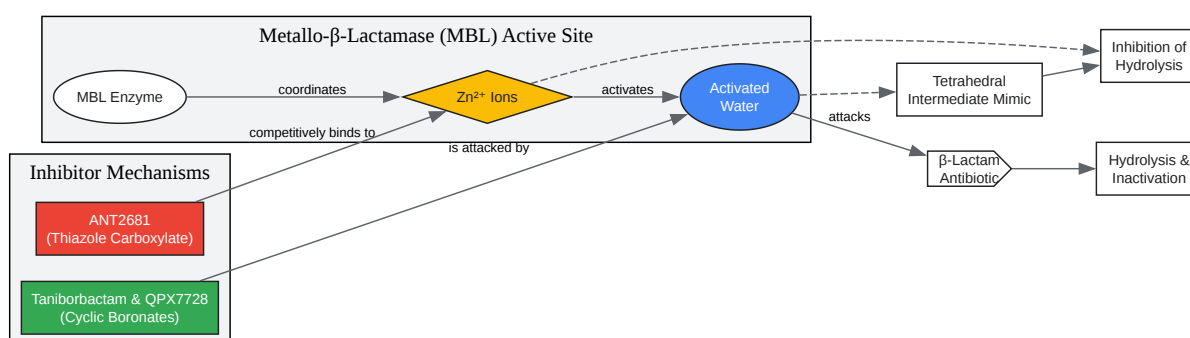 Metallo-β-Lactamase (MBL) Active Site
MBL Enzyme
coordinates
Zn²⁺ Ions
activates
Activated
Water
Inhibition of
Hydrolysis
Tetrahedral
Intermediate Mimic
competitively binds to
is attacked by
attacks
β-Lactam
Antibiotic
Hydrolysis &
Inactivation
Inhibitor Mechanisms
ANT2681
(Thiazole Carboxylate)
Taniborbactam & QPX7728
(Cyclic Boronates)